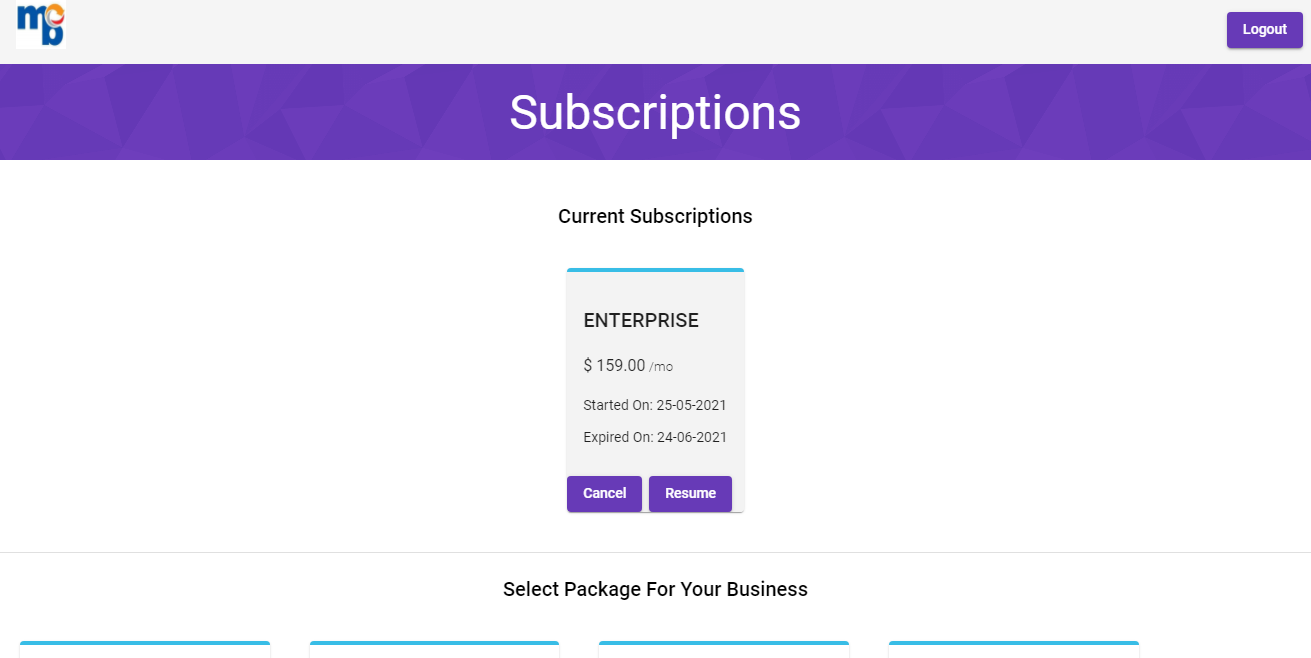 mcb
Logout
Subscriptions
Current Subscriptions
ENTERPRISE
$ 159.00 /mo
Started On: 25-05-2021
Expired On: 24-06-2021
Cancel Resume
Select Package For Your Business